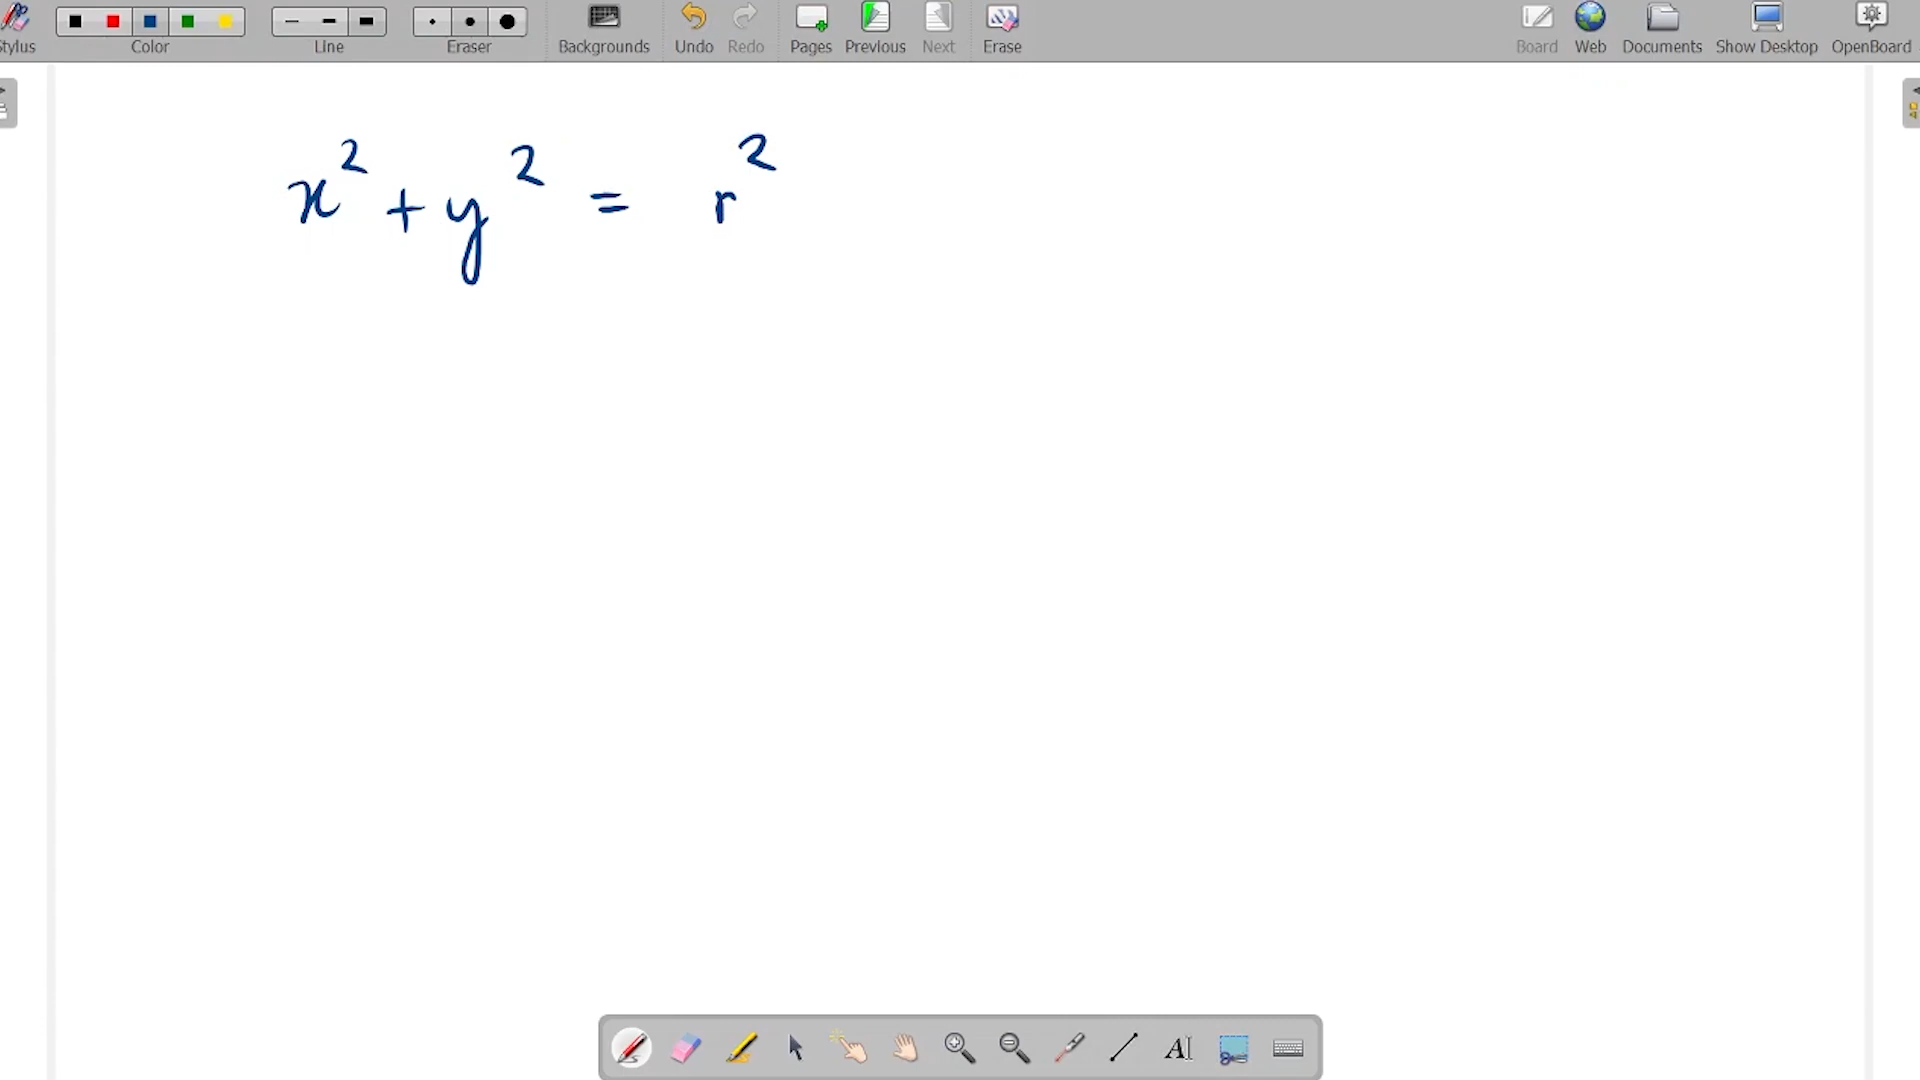 Stylus Color Line Eraser Backgrounds Undo Redo Pages Previous Next Erase Board Web Documents Show Desktop OpenBoard
x² + y² = r²